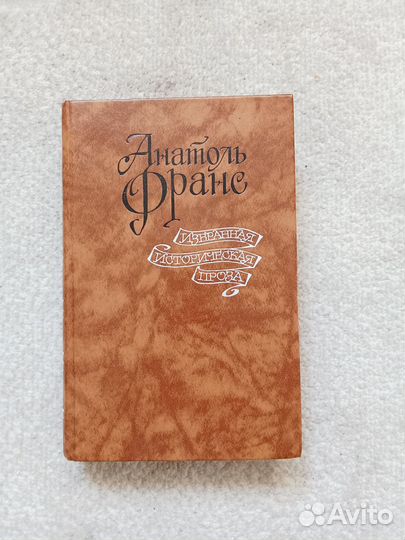 Анатоль
Франс
ИЗБРАННАЯ
ИСТОРИЧЕСКАЯ
ПРОЗА
Avito